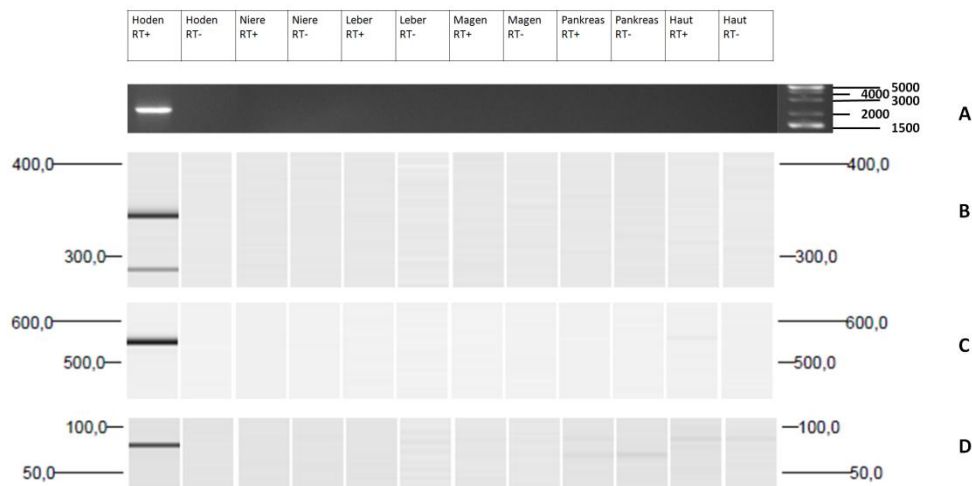 Hoden Hoden Niere Niere Leber Leber Magen Magen Pankreas Pankreas Haut Haut
RT+ RT- RT+ RT- RT+ RT- RT+ RT- RT+ RT- RT+ RT-
5000
4000
3000
A
2000
1500
400,0 400,0
B
300,0 300,0
600,0 600,0
C
500,0 500,0
100,0 100,0
D
50,0 50,0